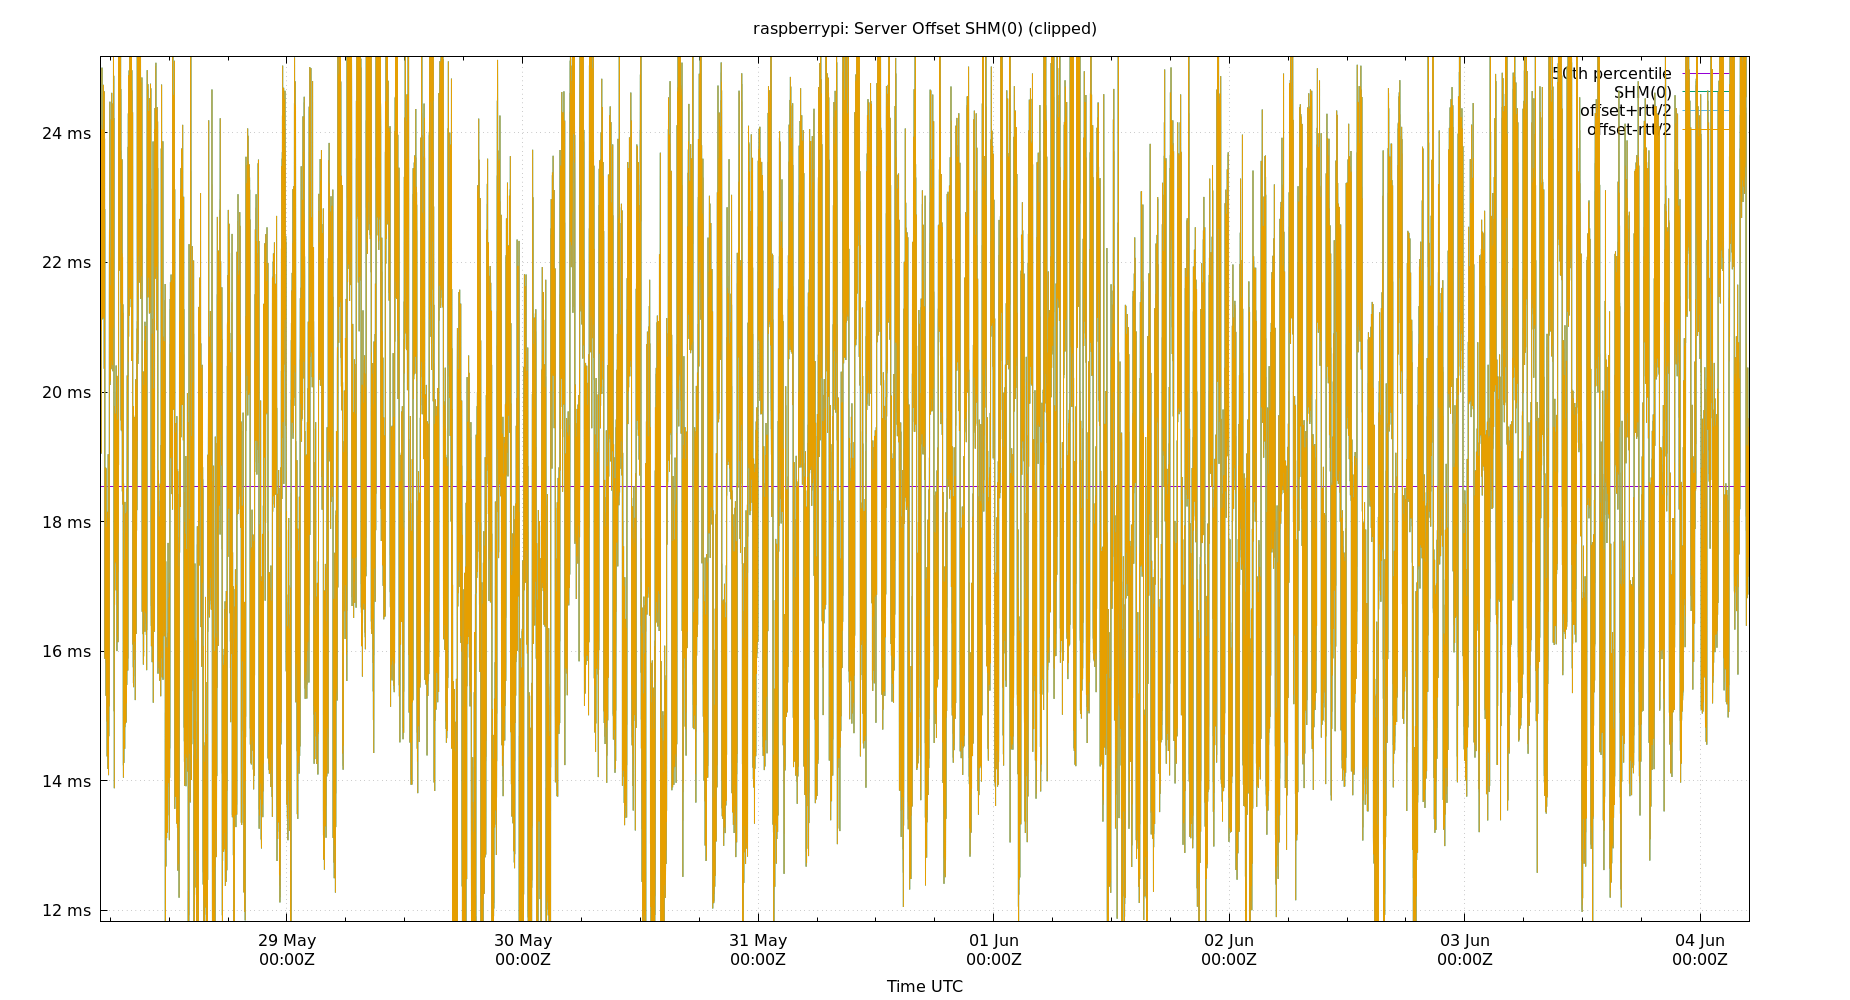 raspberrypi: Server Offset SHM(0) (clipped)
50th percentile
SHM(0)
offset+rtt/2
offset-rtt/2
24 ms
22 ms
20 ms
18 ms
16 ms
14 ms
12 ms
29 May 30 May 31 May 01 Jun 02 Jun 03 Jun 04 Jun
00:00Z 00:00Z 00:00Z 00:00Z 00:00Z 00:00Z 00:00Z
Time UTC